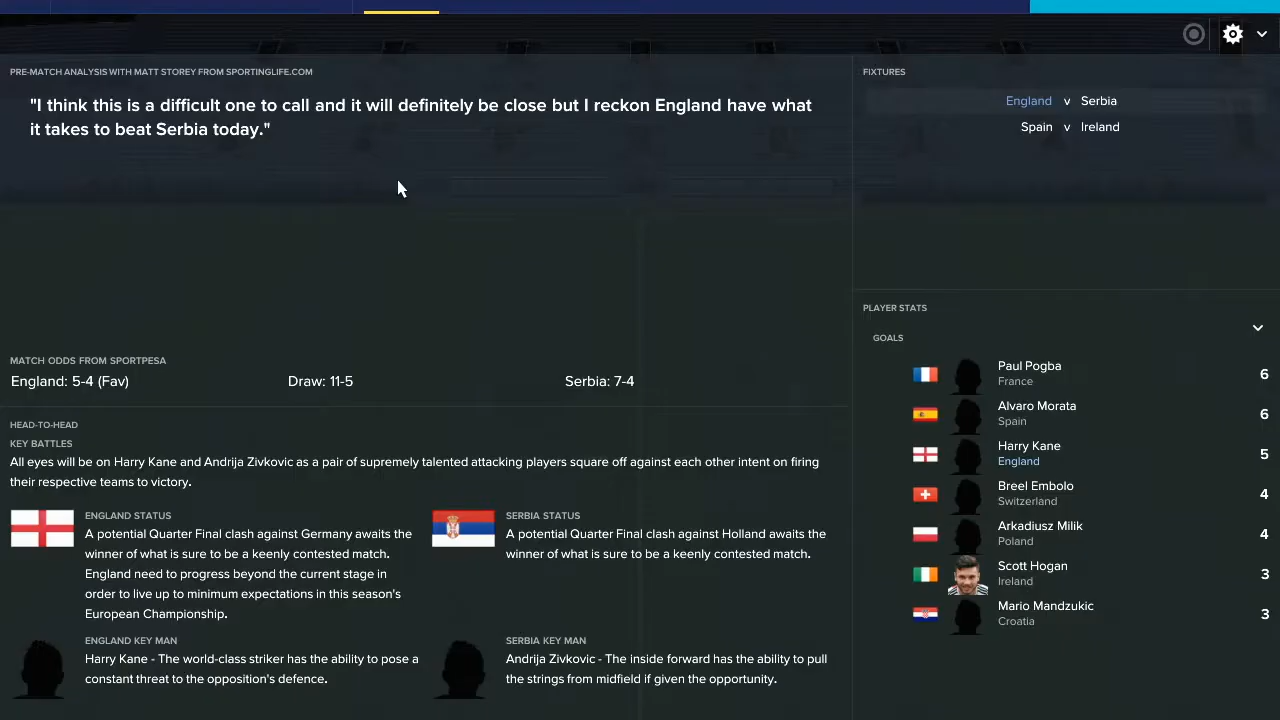 PRE-MATCH ANALYSIS WITH MATT STOREY FROM SPORTINGLIFE.COM
"I think this is a difficult one to call and it will definitely be close but I reckon England have what
it takes to beat Serbia today."
MATCH ODDS FROM SPORTPESA
England: 5-4 (Fav)
Draw: 11-5
Serbia: 7-4
HEAD-TO-HEAD
KEY BATTLES
All eyes will be on Harry Kane and Andrija Zivkovic as a pair of supremely talented attacking players square off against each other intent on firing
their respective teams to victory.
ENGLAND STATUS
A potential Quarter Final clash against Germany awaits the
winner of what is sure to be a keenly contested match.
England need to progress beyond the current stage in
order to live up to minimum expectations in this season's
European Championship.
SERBIA STATUS
A potential Quarter Final clash against Holland awaits the
winner of what is sure to be a keenly contested match.
ENGLAND KEY MAN
Harry Kane - The world-class striker has the ability to pose a
constant threat to the opposition's defence.
SERBIA KEY MAN
Andrija Zivkovic - The inside forward has the ability to pull
the strings from midfield if given the opportunity.
FIXTURES
England v Serbia
Spain v Ireland
PLAYER STATS
GOALS
Paul Pogba 6
France
Alvaro Morata 6
Spain
Harry Kane 5
England
Breel Embolo 4
Switzerland
Arkadiusz Milik 4
Poland
Scott Hogan 3
Ireland
Mario Mandzukic 3
Croatia